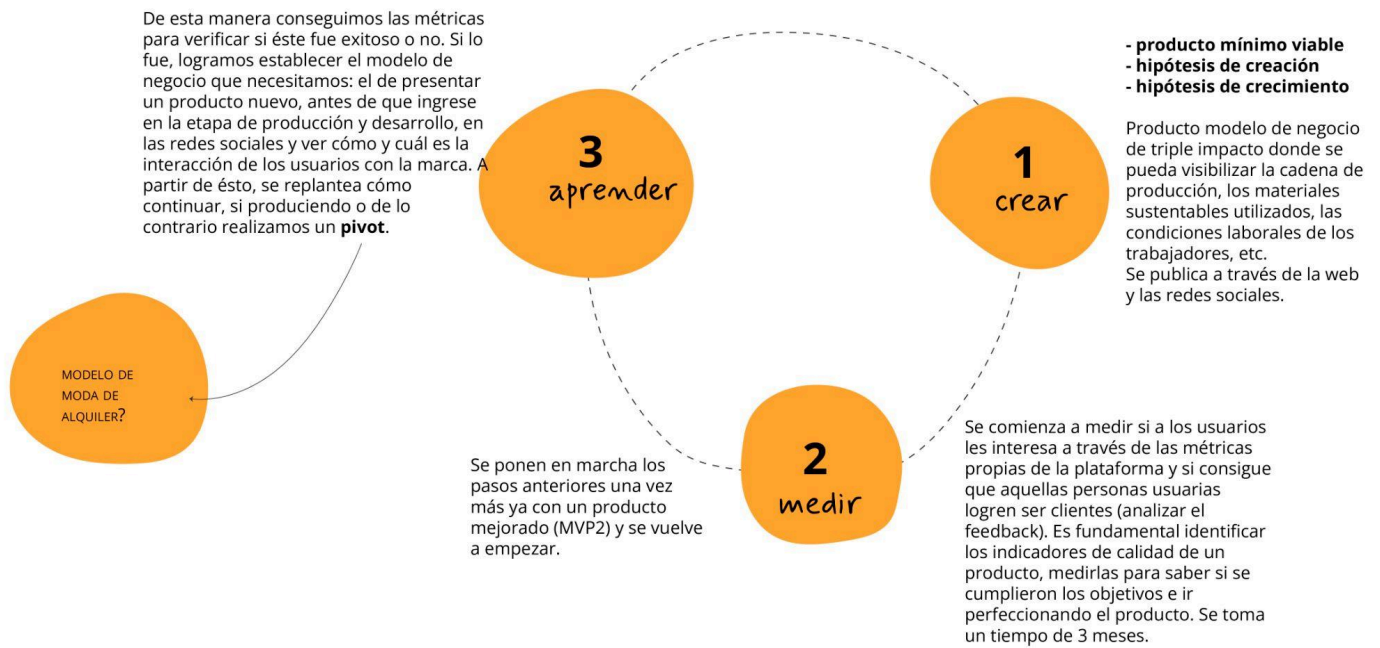 De esta manera conseguimos las métricas
para verificar si éste fue exitoso o no. Si lo
fue, logramos establecer el modelo de
negocio que necesitamos: el de presentar
un producto nuevo, antes de que ingrese
en la etapa de producción y desarrollo, en
las redes sociales y ver cómo y cuál es la
interacción de los usuarios con la marca. A
partir de ésto, se replantea cómo
continuar, si produciendo o de lo
contrario realizamos un pivot.
MODELO DE
MODA DE
ALQUILER?
3
aprender
1
crear
- producto mínimo viable
- hipótesis de creación
- hipótesis de crecimiento
Producto modelo de negocio
de triple impacto donde se
pueda visibilizar la cadena de
producción, los materiales
sustentables utilizados, las
condiciones laborales de los
trabajadores, etc.
Se publica a través de la web
y las redes sociales.
2
medir
Se comienza a medir si a los usuarios
les interesa a través de las métricas
propias de la plataforma y si consigue
que aquellas personas usuarias
logren ser clientes (analizar el
feedback). Es fundamental identificar
los indicadores de calidad de un
producto, medirlas para saber si se
cumplieron los objetivos e ir
perfeccionando el producto. Se toma
un tiempo de 3 meses.
Se ponen en marcha los
pasos anteriores una vez
más ya con un producto
mejorado (MVP2) y se vuelve
a empezar.